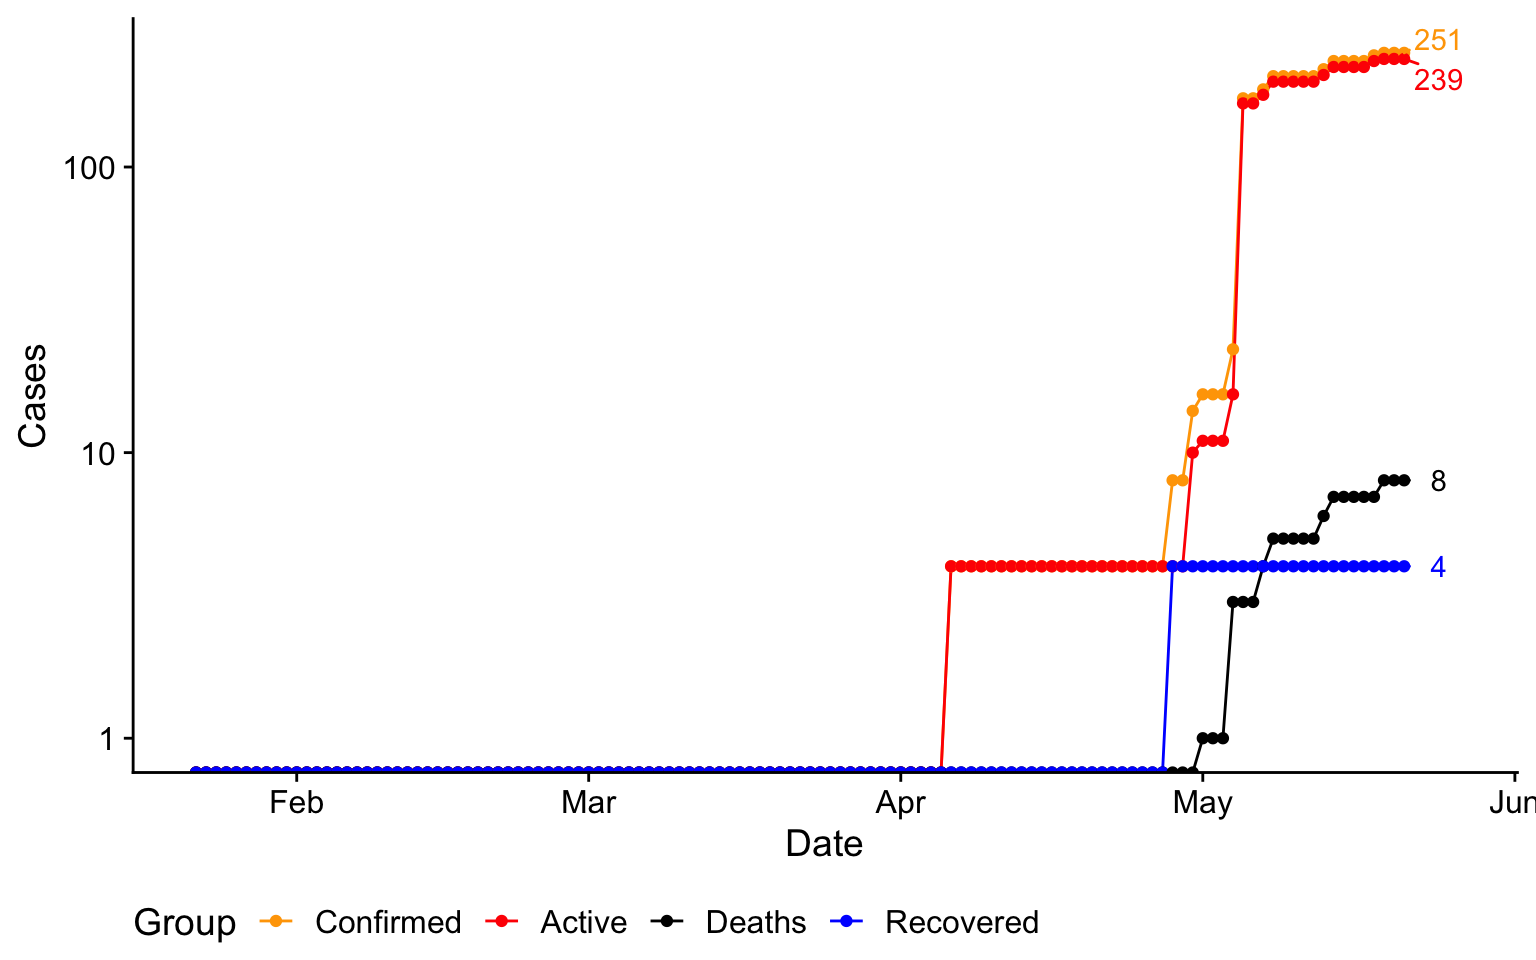 251
239
100
Cases
10
8
4
1
Feb Mar Apr May Jun
Date
Group Confirmed Active Deaths Recovered